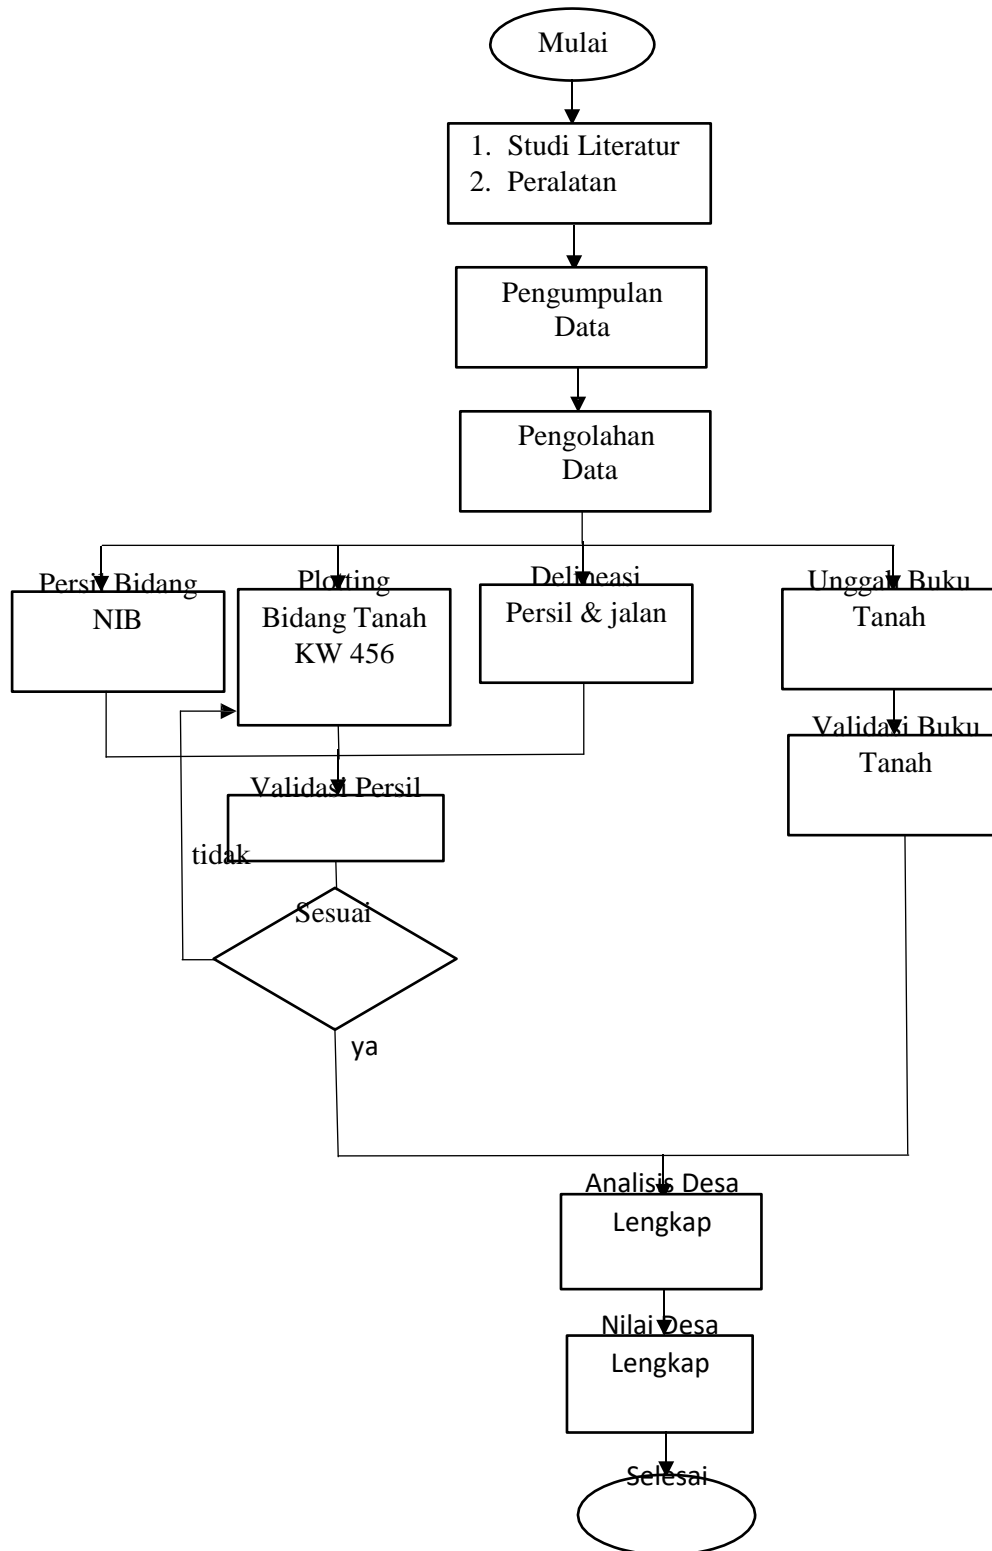 Mulai
1. Studi Literatur
2. Peralatan
Pengumpulan
Data
Pengolahan
Data
Persil Bidang
NIB
Plotting
Bidang Tanah
KW 456
Delineasi
Persil & jalan
Unggah Buku
Tanah
Validasi Buku
Tanah
Validasi Persil
tidak
Sesuai
ya
Analisis Desa
Lengkap
Nilai Desa
Lengkap
Selesai